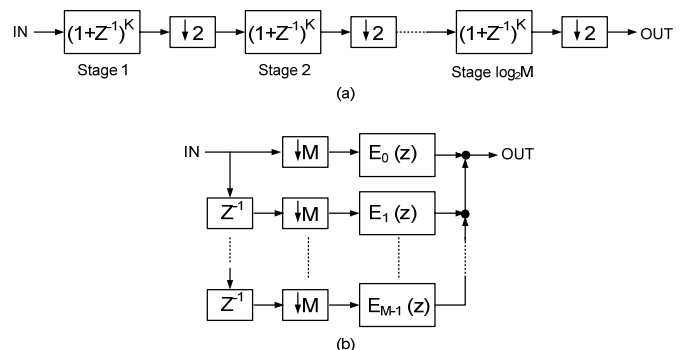 IN (1+Z⁻¹)ᴷ ↓2 (1+Z⁻¹)ᴷ ↓2 (1+Z⁻¹)ᴷ ↓2 OUT
Stage 1 Stage 2 Stage log₂M
(a)
IN ↓M E₀(z) OUT
Z⁻¹ ↓M E₁(z)
Z⁻¹ ↓M E_M-1(z)
(b)